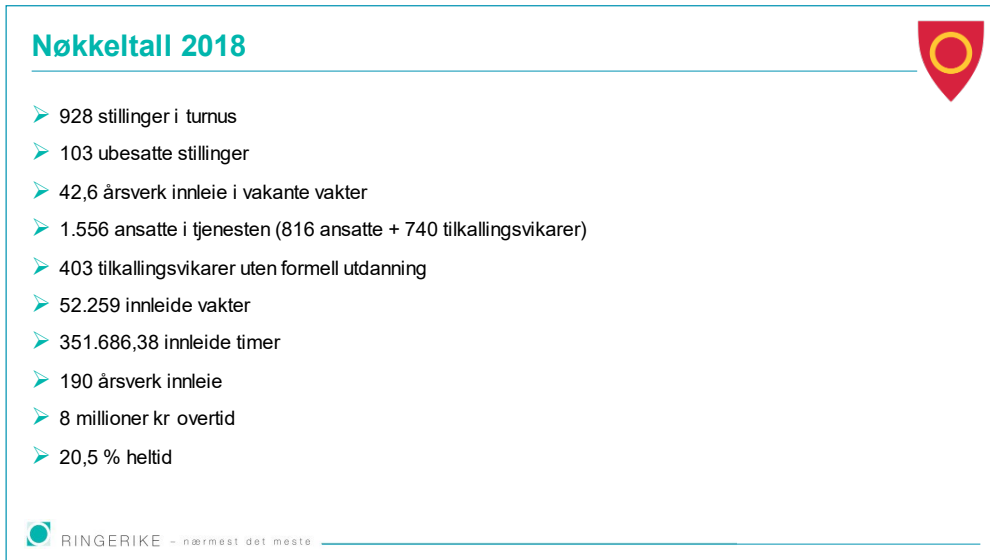 Nøkkeltall 2018
928 stillinger i turnus
103 ubesatte stillinger
42,6 årsverk innleie i vakante vakter
1.556 ansatte i tjenesten (816 ansatte + 740 tilkallingsvikarer)
403 tilkallingsvikarer uten formell utdanning
52.259 innleide vakter
351.686,38 innleide timer
190 årsverk innleie
8 millioner kr overtid
20,5 % heltid
RINGERIKE – nærmest det meste